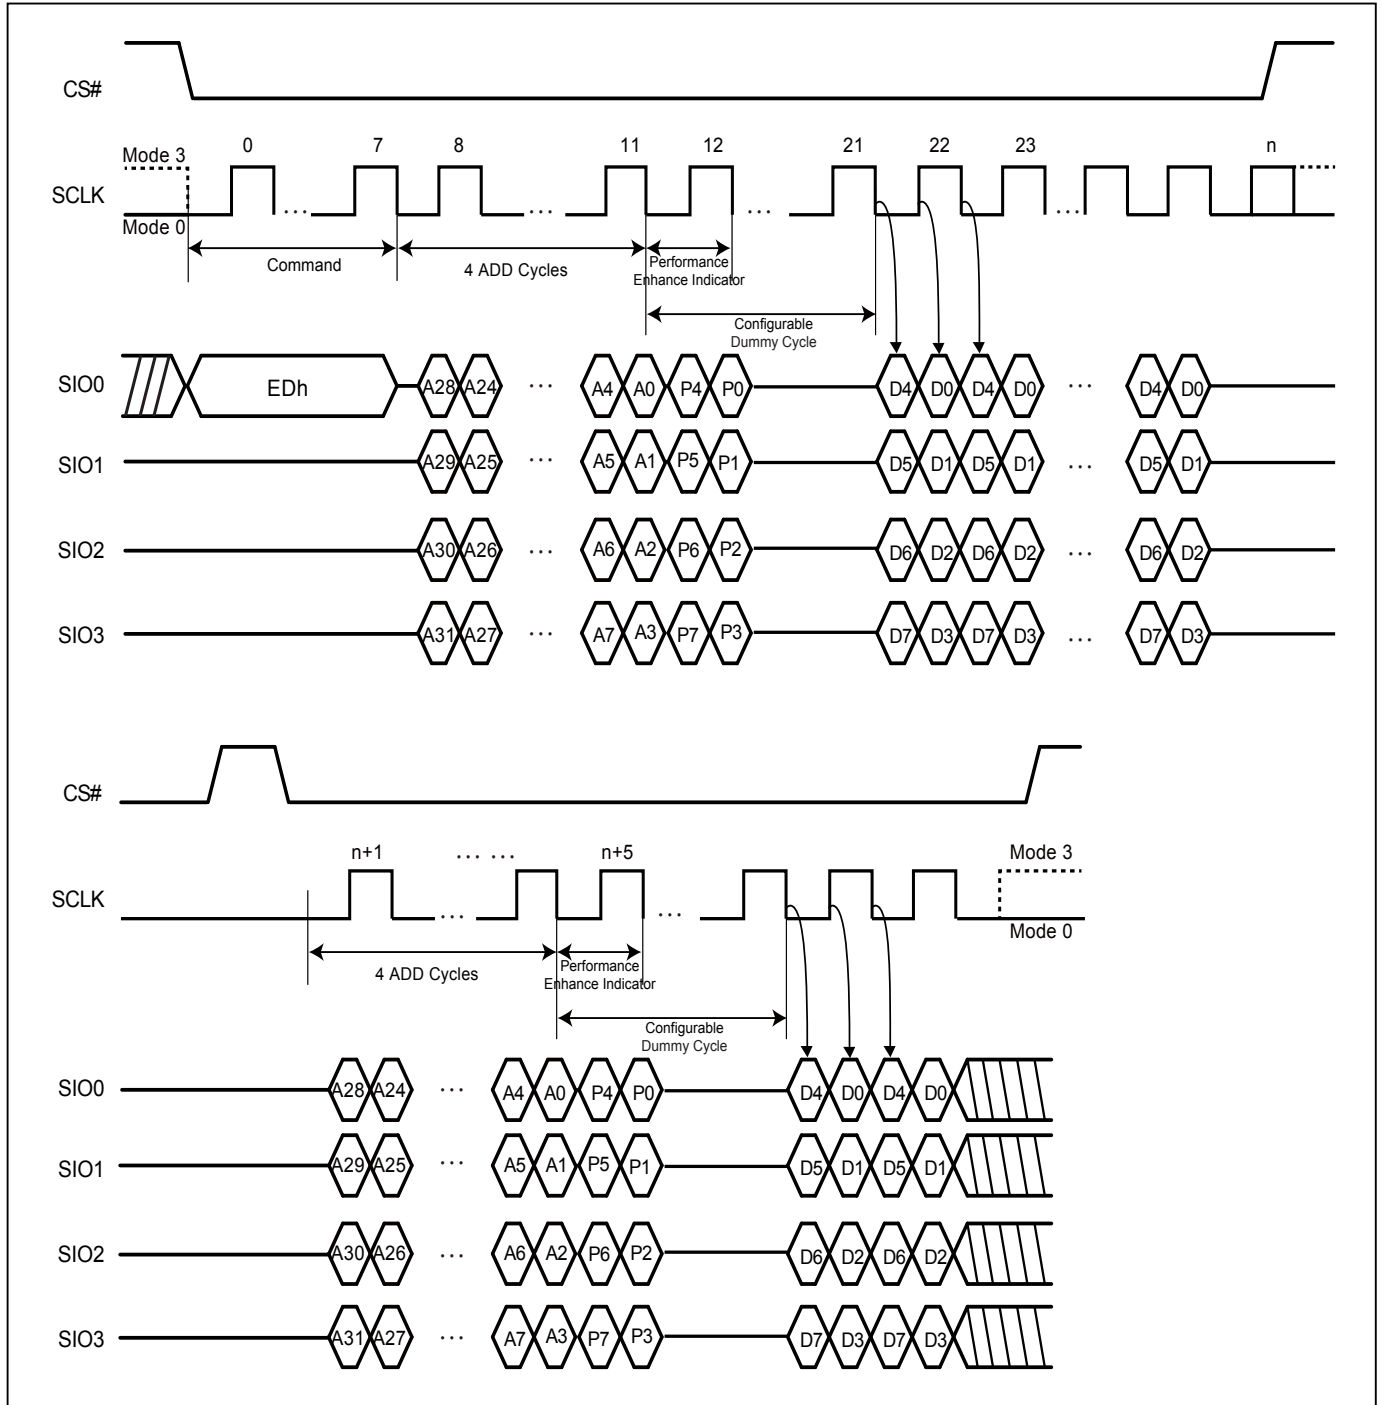 CS#
0 7 8 11 12 21 22 23 n
Mode 3
SCLK
... ... ... ...
Mode 0
Command
4 ADD Cycles
Performance
Enhance Indicator
Configurable
Dummy Cycle
SIO0 EDh A28 A24 ... A4 A0 P4 P0 D4 D0 D4 D0 ... D4 D0
SIO1 A29 A25 ... A5 A1 P5 P1 D5 D1 D5 D1 ... D5 D1
SIO2 A30 A26 ... A6 A2 P6 P2 D6 D2 D6 D2 ... D6 D2
SIO3 A31 A27 ... A7 A3 P7 P3 D7 D3 D7 D3 ... D7 D3
CS#
n+1 ... ... n+5 Mode 3
SCLK
... ...
Mode 0
4 ADD Cycles
Performance
Enhance Indicator
Configurable
Dummy Cycle
SIO0 A28 A24 ... A4 A0 P4 P0 D4 D0 D4 D0
SIO1 A29 A25 ... A5 A1 P5 P1 D5 D1 D5 D1
SIO2 A30 A26 ... A6 A2 P6 P2 D6 D2 D6 D2
SIO3 A31 A27 ... A7 A3 P7 P3 D7 D3 D7 D3